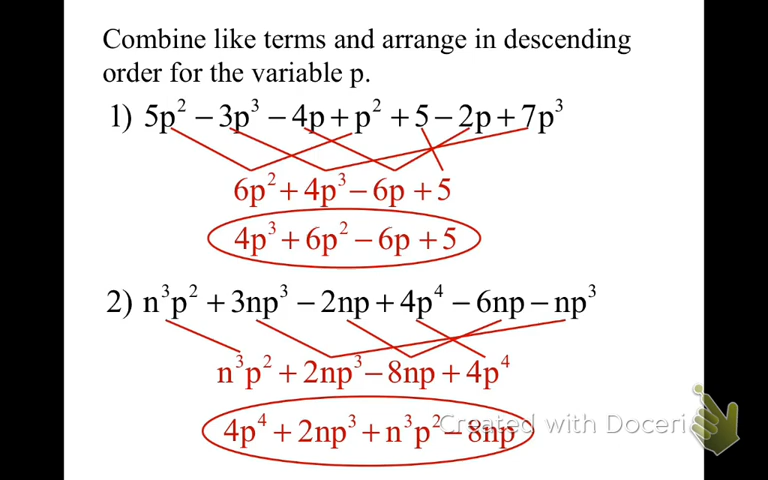 Combine like terms and arrange in descending
order for the variable p.
1) 5p² − 3p³ − 4p + p² + 5 − 2p + 7p³
6p² + 4p³ − 6p + 5
4p³ + 6p² − 6p + 5
2) n³p² + 3np³ − 2np + 4p⁴ − 6np − np³
n³p² + 2np³ − 8np + 4p⁴
4p⁴ + 2np³ + n³p² − 8np
Created with Doceri